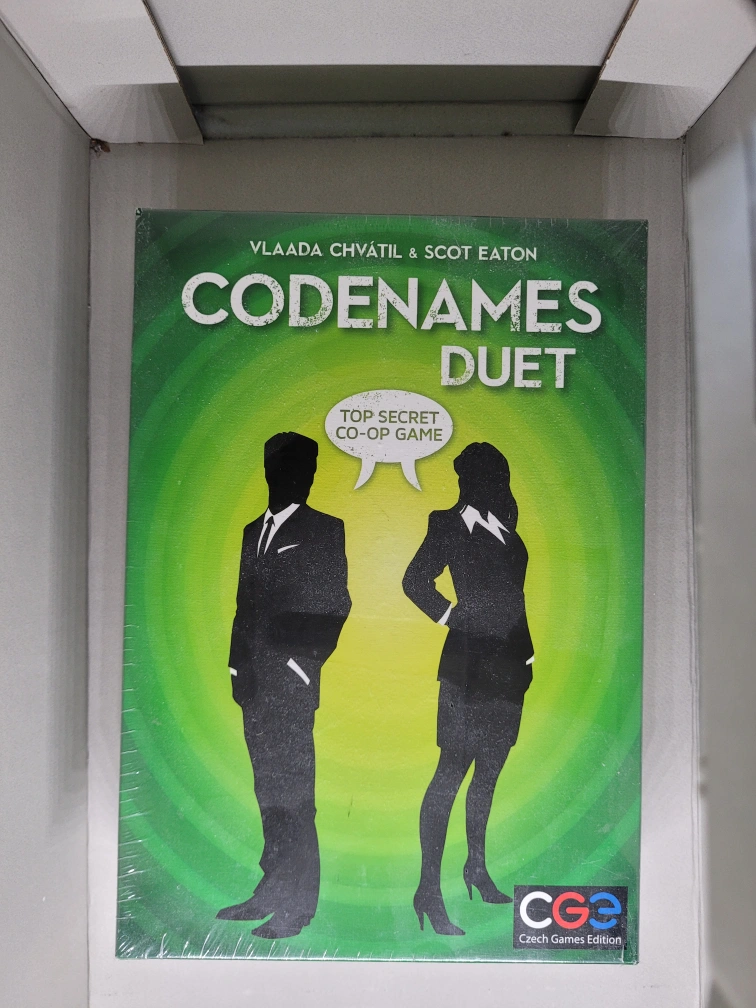 VLAADA CHVÁTIL & SCOT EATON
CODENAMES
DUET
TOP SECRET
CO-OP GAME
CGE
Czech Games Edition